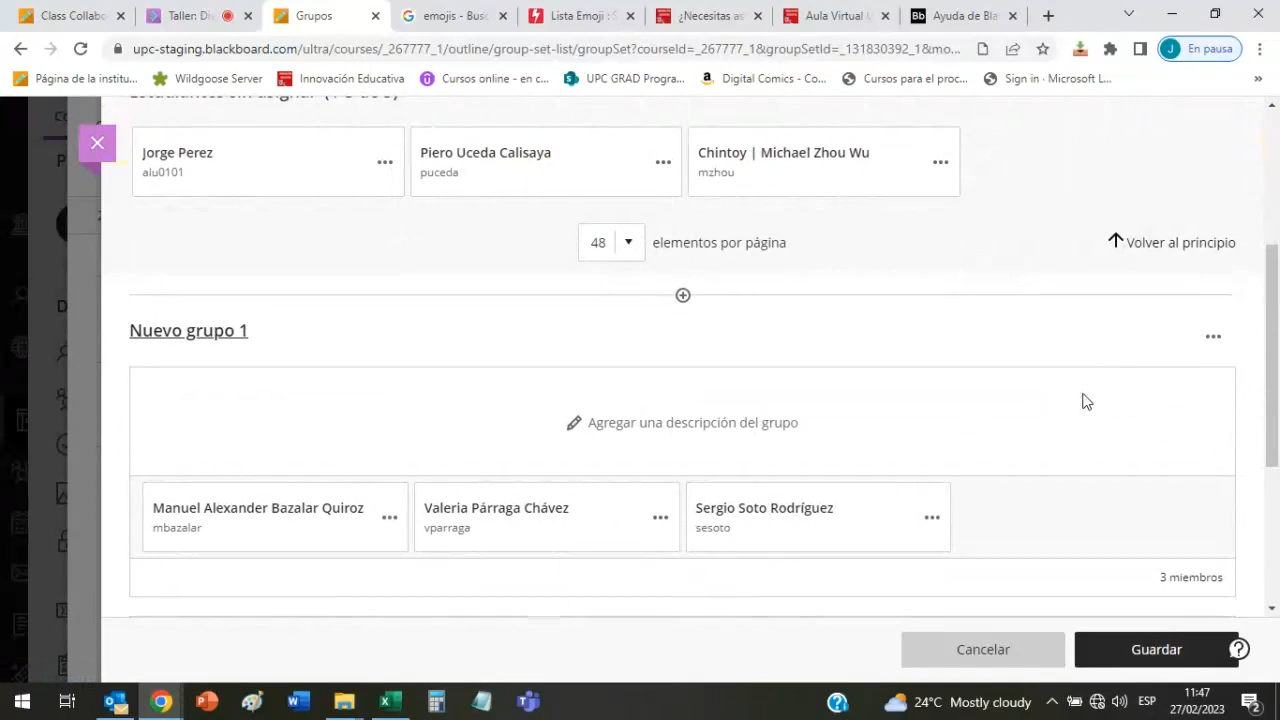 Class Collabo
Taller: Di
Grupos
emojis - Bus
Lista Emoji
¿Necesitas as
Aula Virtual
Ayuda de Bla
upc-staging.blackboard.com/ultra/courses/_267777_1/outline/group-set-list/groupSet?courseId=_267777_1&groupSetId=_131830392_1&mo...
En pausa
Página de la institu...
Wildgoose Server
Innovación Educativa
Cursos online - en c...
UPC GRAD Progra...
Digital Comics - Co...
Cursos para el proc...
Sign in · Microsoft L...
»
Jorge Perez
alu0101
Piero Uceda Calisaya
puceda
Chintoy | Michael Zhou Wu
mzhou
48
elementos por página
Volver al principio
Nuevo grupo 1
Agregar una descripción del grupo
Manuel Alexander Bazalar Quiroz
mbazalar
Valeria Párraga Chávez
vparraga
Sergio Soto Rodríguez
sesoto
3 miembros
Cancelar
Guardar
24°C Mostly cloudy
ESP
11:47
27/02/2023
2